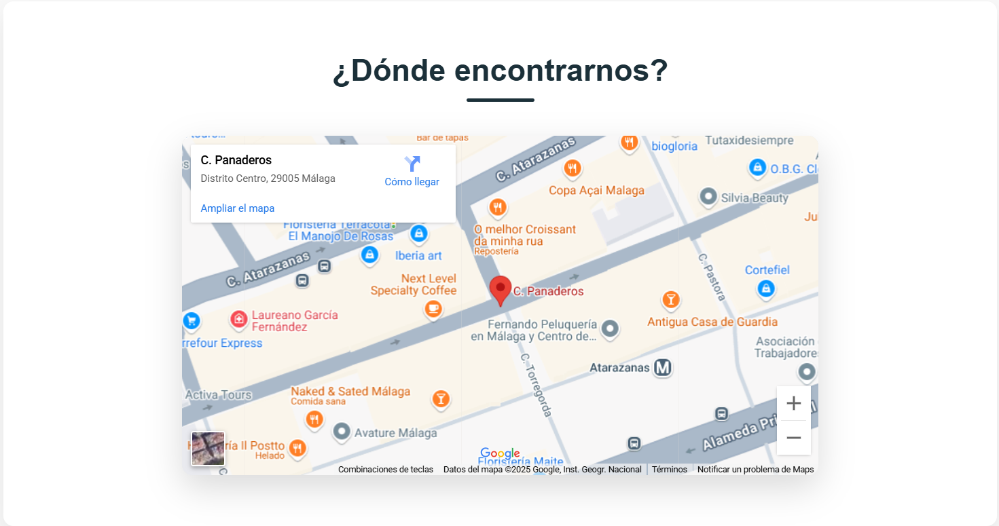 ¿Dónde encontrarnos?
Bar de tapas
C. Panaderos
Distrito Centro, 29005 Málaga
Cómo llegar
Ampliar el mapa
C. Atarazanas
biogloria
Tutaxidesiempre
O.B.G. Cl
Copa Açai Malaga
Silvia Beauty
Floristería Terracota
El Manojo De Rosas
Iberia art
O melhor Croissant
da minha rua
Repostería
C. Atarazanas
Next Level
Specialty Coffee
C. Panaderos
C. Pastora
Cortefiel
Laureano García
Fernández
rrefour Express
Fernando Peluquería
en Málaga y Centro de...
Antigua Casa de Guardia
Asociación
Trabajadore
Atarazanas
M
C. Torregorda
Activa Tours
Naked & Sated Málaga
Comida sana
Avature Málaga
ría Il Postto
Helado
Alameda Pri
Google
Floristería Maite
Combinaciones de teclas
Datos del mapa ©2025 Google, Inst. Geogr. Nacional
Términos
Notificar un problema de Maps